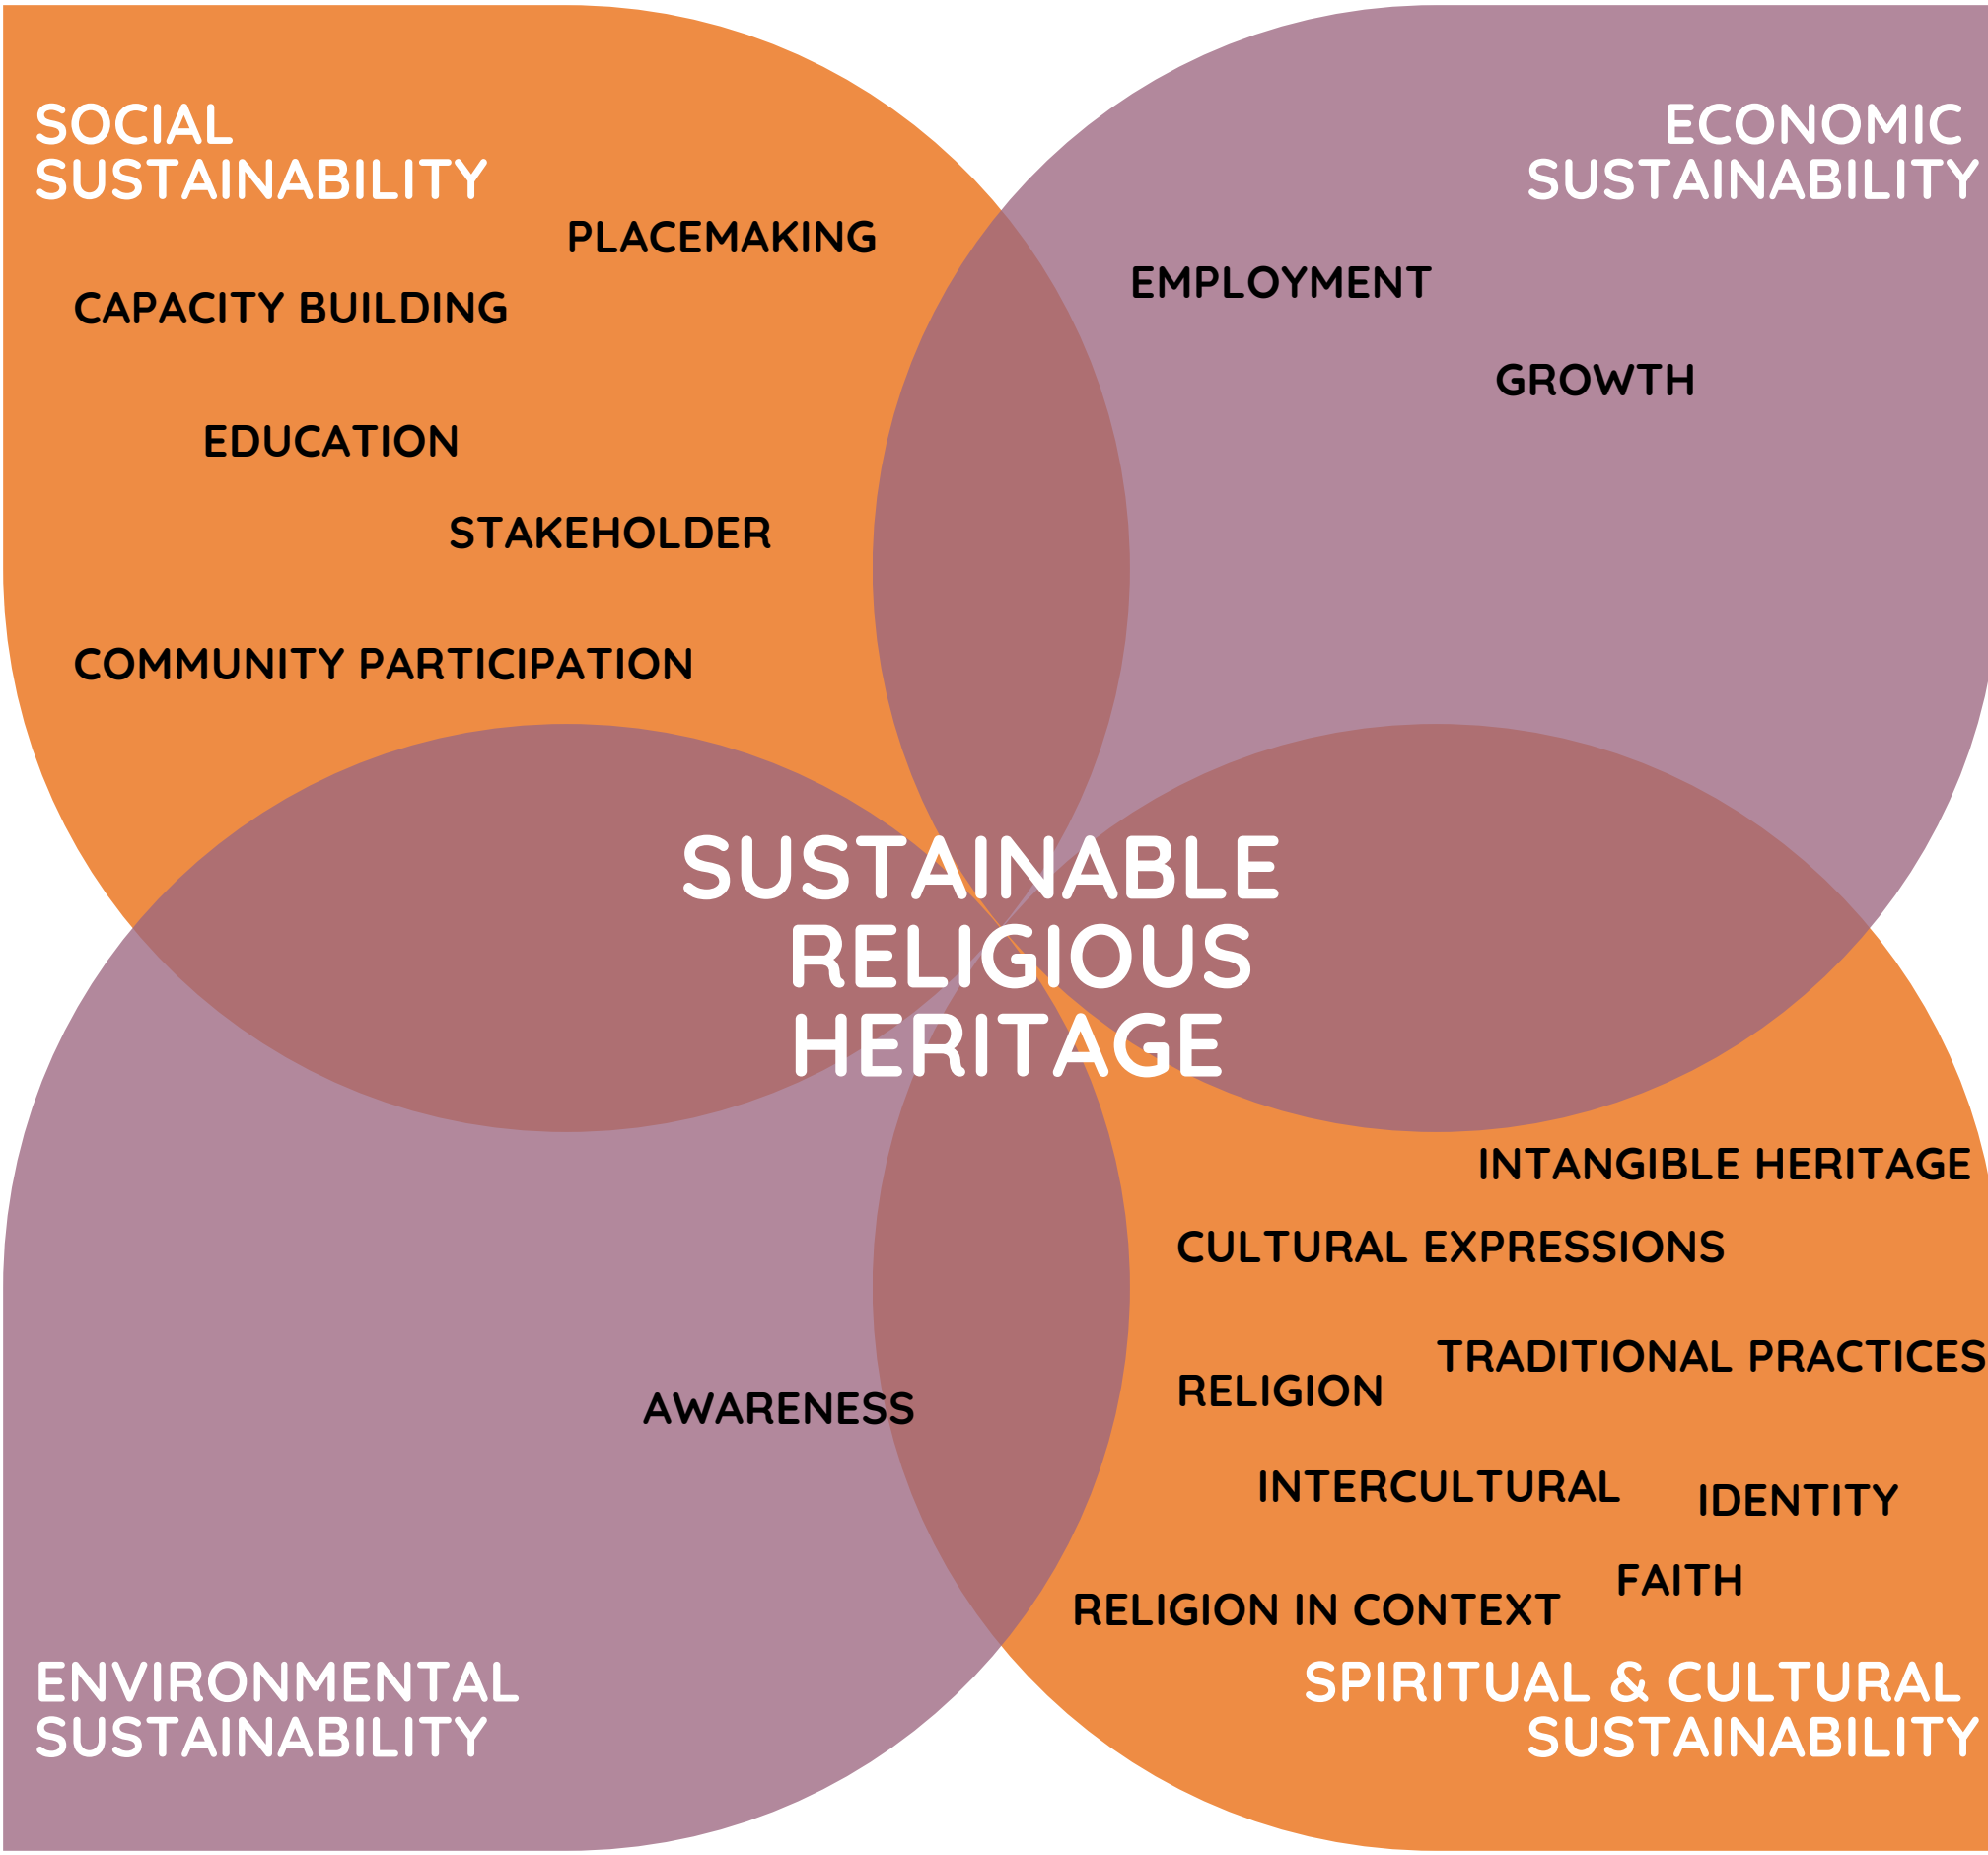 SOCIAL
SUSTAINABILITY
PLACEMAKING
CAPACITY BUILDING
EDUCATION
STAKEHOLDER
COMMUNITY PARTICIPATION
ECONOMIC
SUSTAINABILITY
EMPLOYMENT
GROWTH
SUSTAINABLE
RELIGIOUS
HERITAGE
AWARENESS
ENVIRONMENTAL
SUSTAINABILITY
INTANGIBLE HERITAGE
CULTURAL EXPRESSIONS
TRADITIONAL PRACTICES
RELIGION
INTERCULTURAL
IDENTITY
FAITH
RELIGION IN CONTEXT
SPIRITUAL & CULTURAL
SUSTAINABILITY